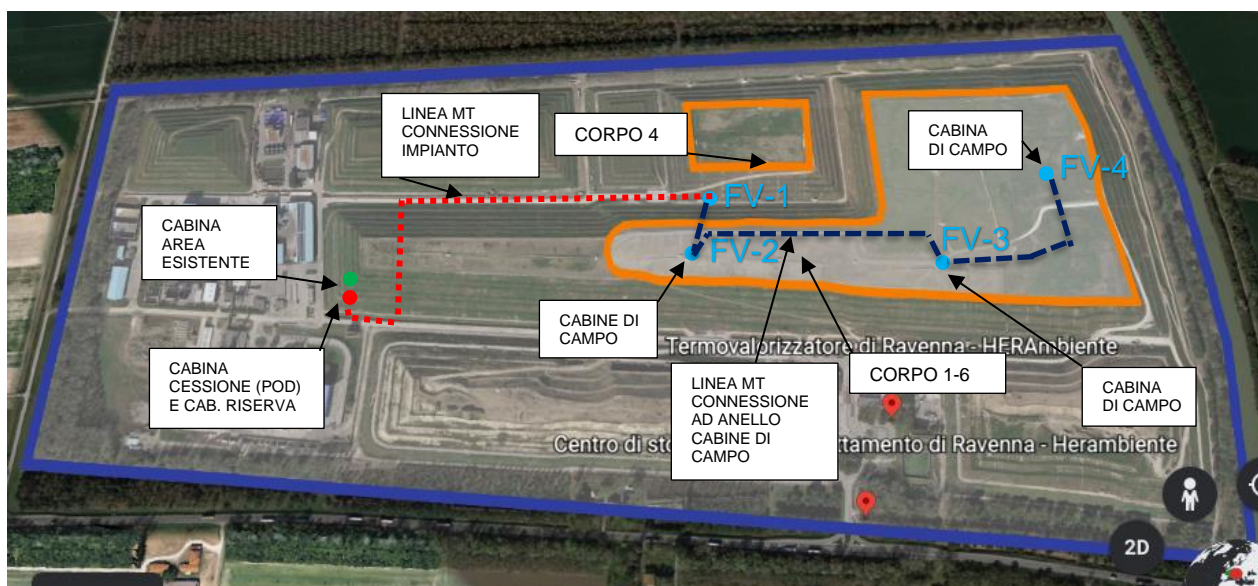 LINEA MT
CONNESSIONE
IMPIANTO
CORPO 4
CABINA
DI CAMPO
FV-4
FV-1
CABINA
AREA
ESISTENTE
FV-2
FV-3
CABINE DI
CAMPO
Termovalorizzatore di Ravenna - HERAmbiente
CABINA
CESSIONE (POD)
E CAB. RISERVA
LINEA MT
CONNESSIONE
AD ANELLO
CABINE DI
CAMPO
CORPO 1-6
CABINA
DI CAMPO
Centro di sto ttamento di Ravenna - Herambiente
2D